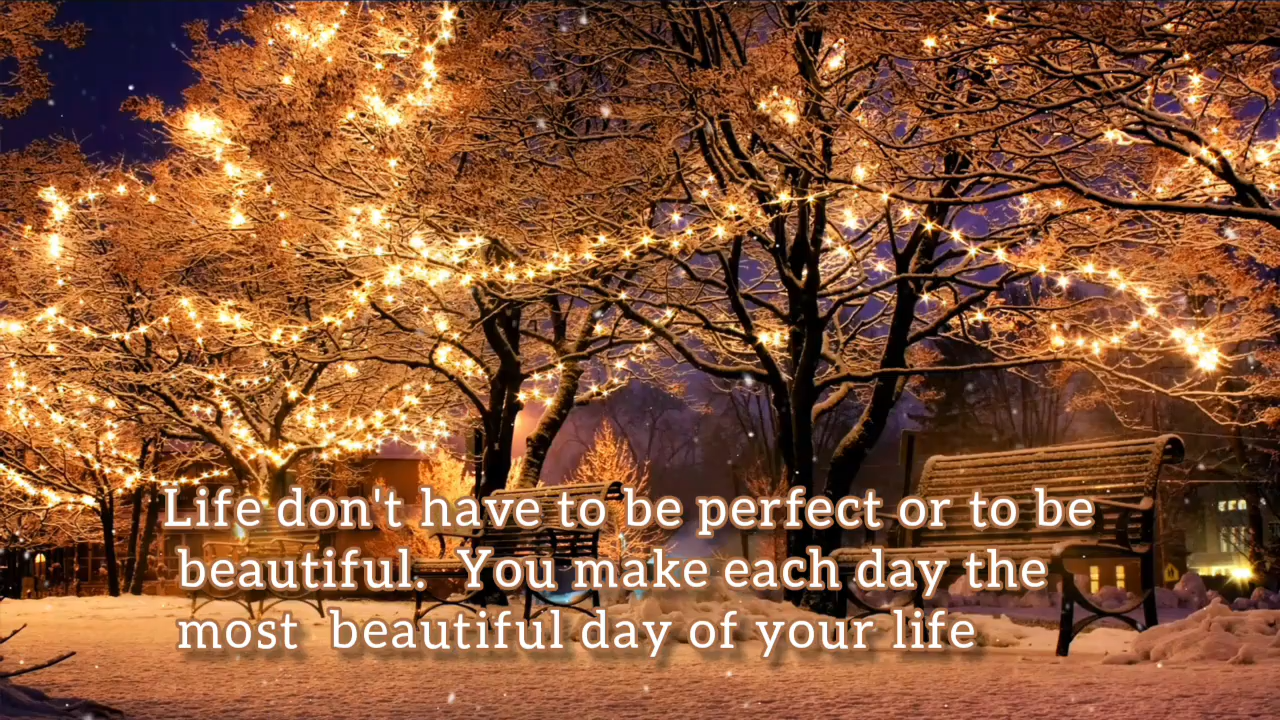 Life don't have to be perfect or to be
beautiful. You make each day the
most beautiful day of your life